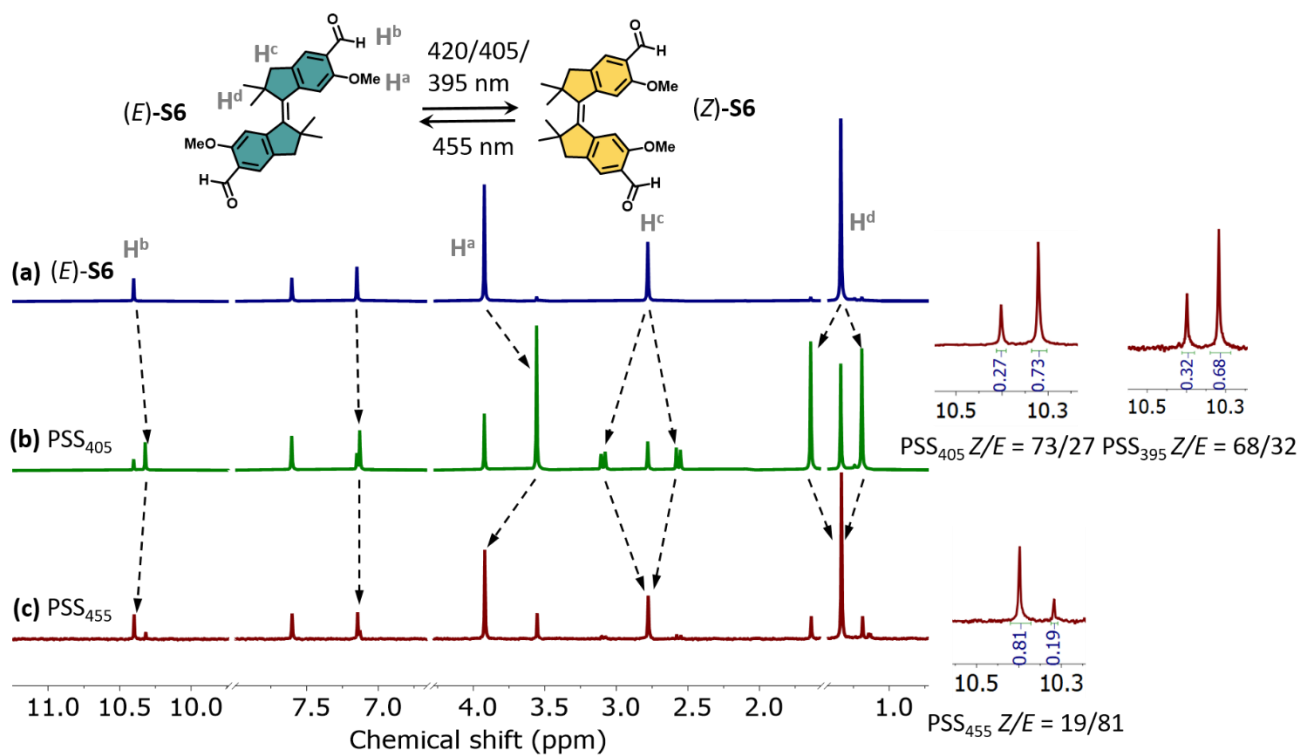 O
H
Hᵇ
Hᶜ
OMe
Hᵃ
Hᵈ
(E)-S6
MeO
H
O
420/405/
395 nm
455 nm
O
H
OMe
(Z)-S6
OMe
H
O
Hᵇ
Hᵃ
Hᶜ
Hᵈ
(a) (E)-S6
(b) PSS₄₀₅
(c) PSS₄₅₅
0.27
0.73
10.5
10.3
PSS₄₀₅ Z/E = 73/27
0.32
0.68
10.5
10.3
PSS₃₉₅ Z/E = 68/32
0.81
0.19
10.5
10.3
PSS₄₅₅ Z/E = 19/81
11.0 10.5 10.0 7.5 7.0 4.0 3.5 3.0 2.5 2.0 1.0
Chemical shift (ppm)